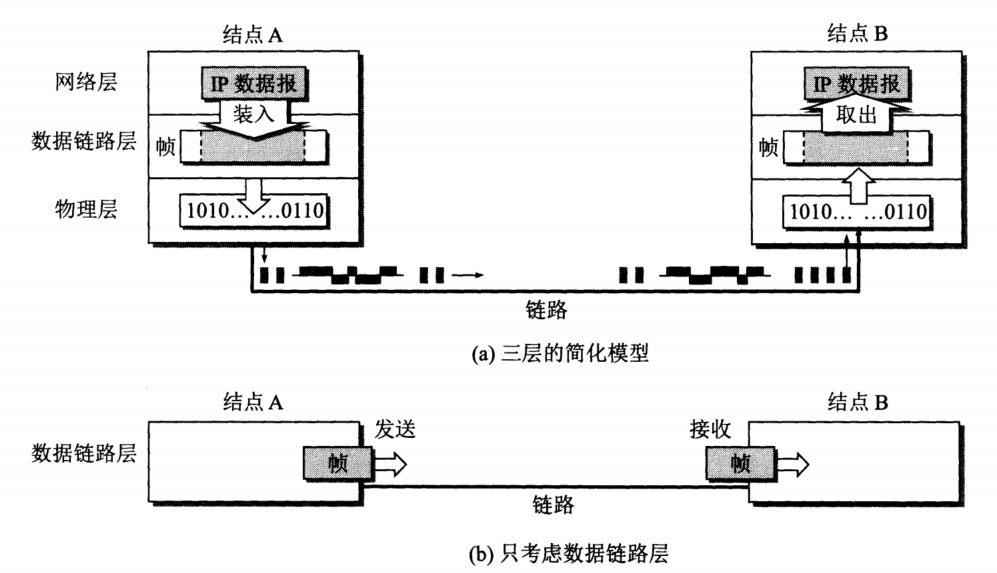 结点 A
结点 B
网络层
IP 数据报
IP 数据报
装入
取出
数据链路层
帧
帧
物理层
1010… …0110
1010… …0110
链路
(a) 三层的简化模型
结点 A
结点 B
发送
接收
数据链路层
帧
帧
链路
(b) 只考虑数据链路层